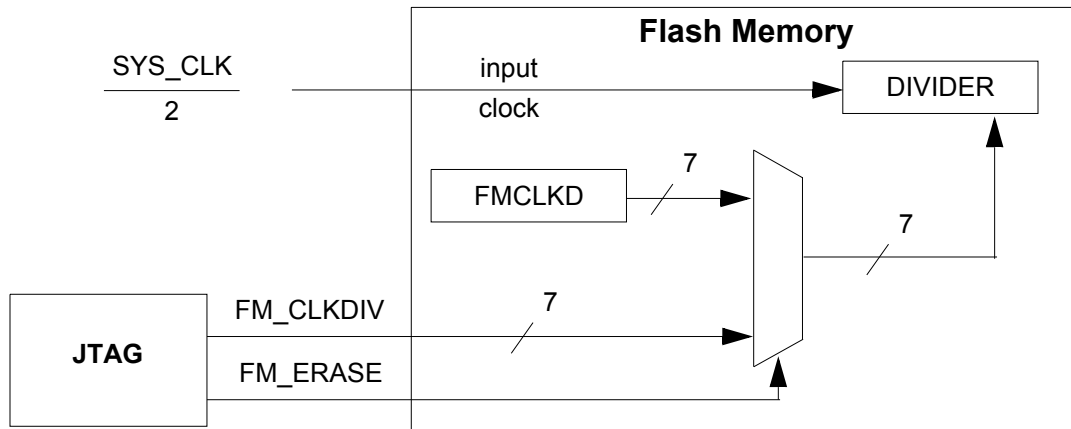 Flash Memory
SYS_CLK
2
input
clock
DIVIDER
7
FMCLKD
7
FM_CLKDIV
7
JTAG
FM_ERASE